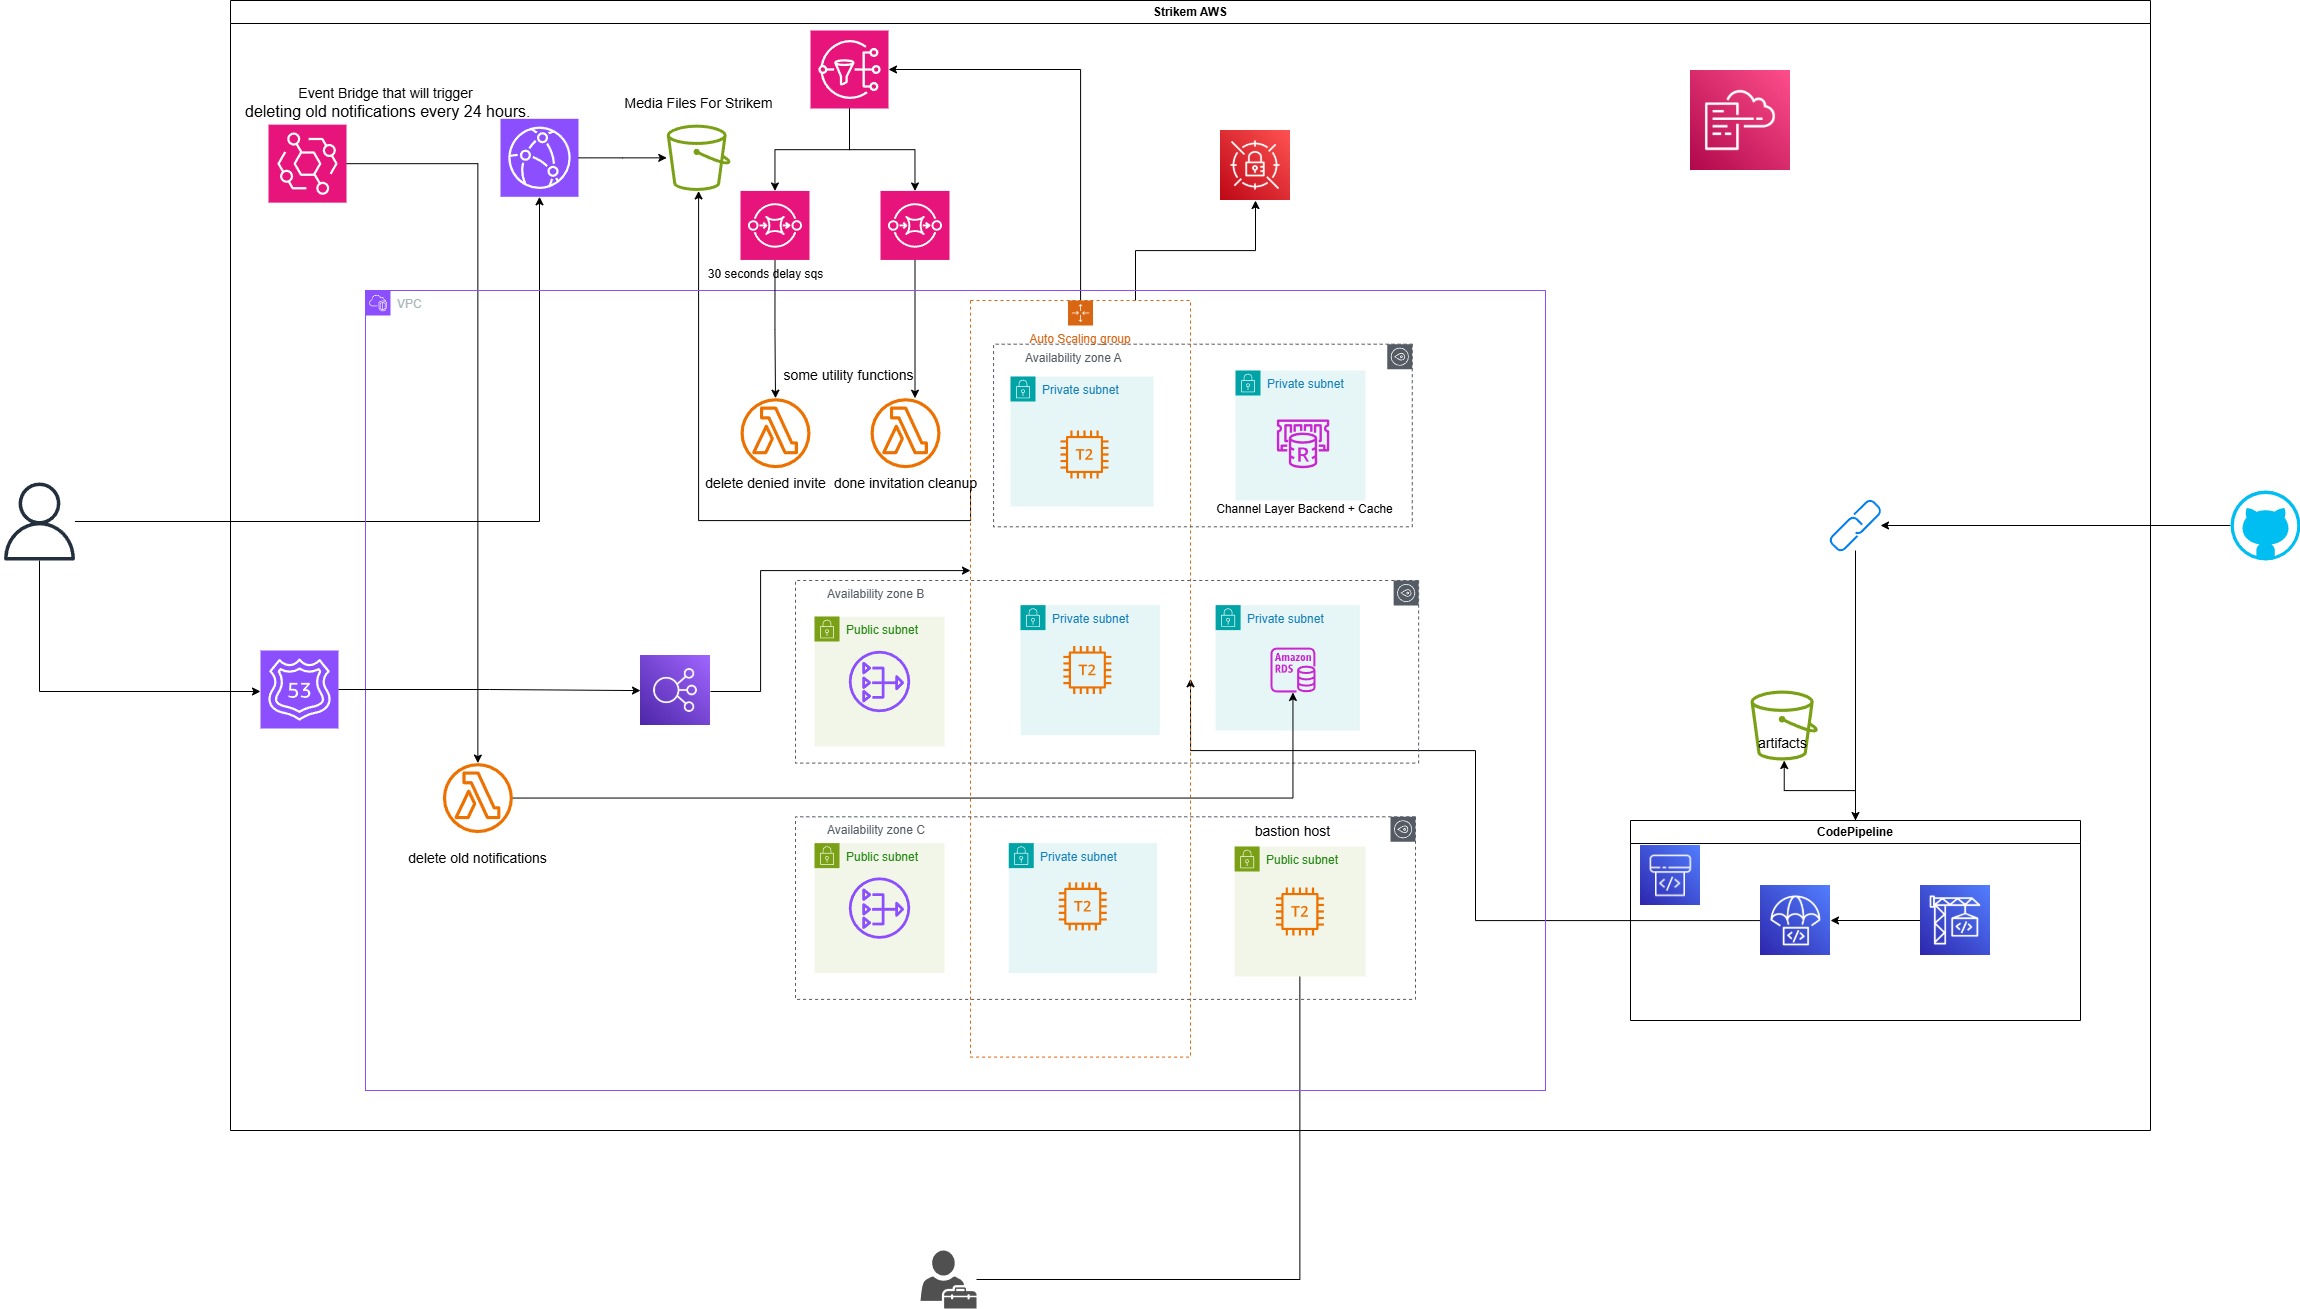 Strikem AWS
Event Bridge that will trigger
deleting old notifications every 24 hours.
Media Files For Strikem
30 seconds delay sqs
VPC
Auto Scaling group
Availability zone A
Private subnet
T2
Private subnet
R
Channel Layer Backend + Cache
some utility functions
delete denied invite
done invitation cleanup
Availability zone B
Public subnet
Private subnet
T2
Private subnet
Amazon
RDS
53
delete old notifications
Availability zone C
Public subnet
Private subnet
T2
bastion host
Public subnet
T2
artifacts
CodePipeline